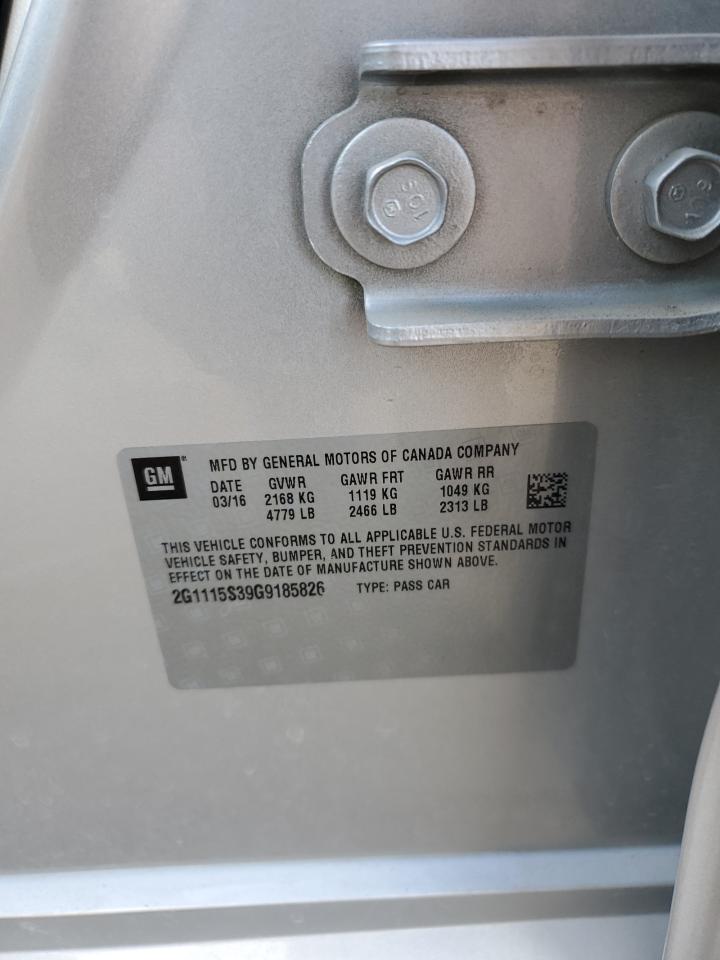 GM
MFD BY GENERAL MOTORS OF CANADA COMPANY
DATE GVWR GAWR FRT GAWR RR
03/16 2168 KG 1119 KG 1049 KG
4779 LB 2466 LB 2313 LB
THIS VEHICLE CONFORMS TO ALL APPLICABLE U.S. FEDERAL MOTOR
VEHICLE SAFETY, BUMPER, AND THEFT PREVENTION STANDARDS IN
EFFECT ON THE DATE OF MANUFACTURE SHOWN ABOVE.
2G1115S39G9185826 TYPE: PASS CAR